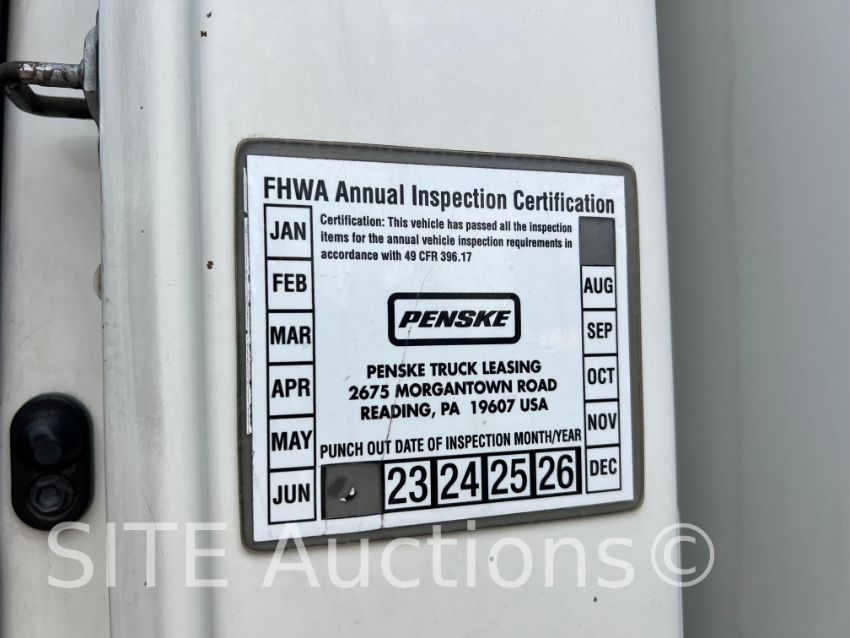 FHWA Annual Inspection Certification
Certification: This vehicle has passed all the inspection
items for the annual vehicle inspection requirements in
accordance with 49 CFR 396.17
JAN
FEB
MAR
APR
MAY
JUN
AUG
SEP
OCT
NOV
DEC
PENSKE
PENSKE TRUCK LEASING
2675 MORGANTOWN ROAD
READING, PA 19607 USA
PUNCH OUT DATE OF INSPECTION MONTH/YEAR
23 24 25 26
SITE Auctions©